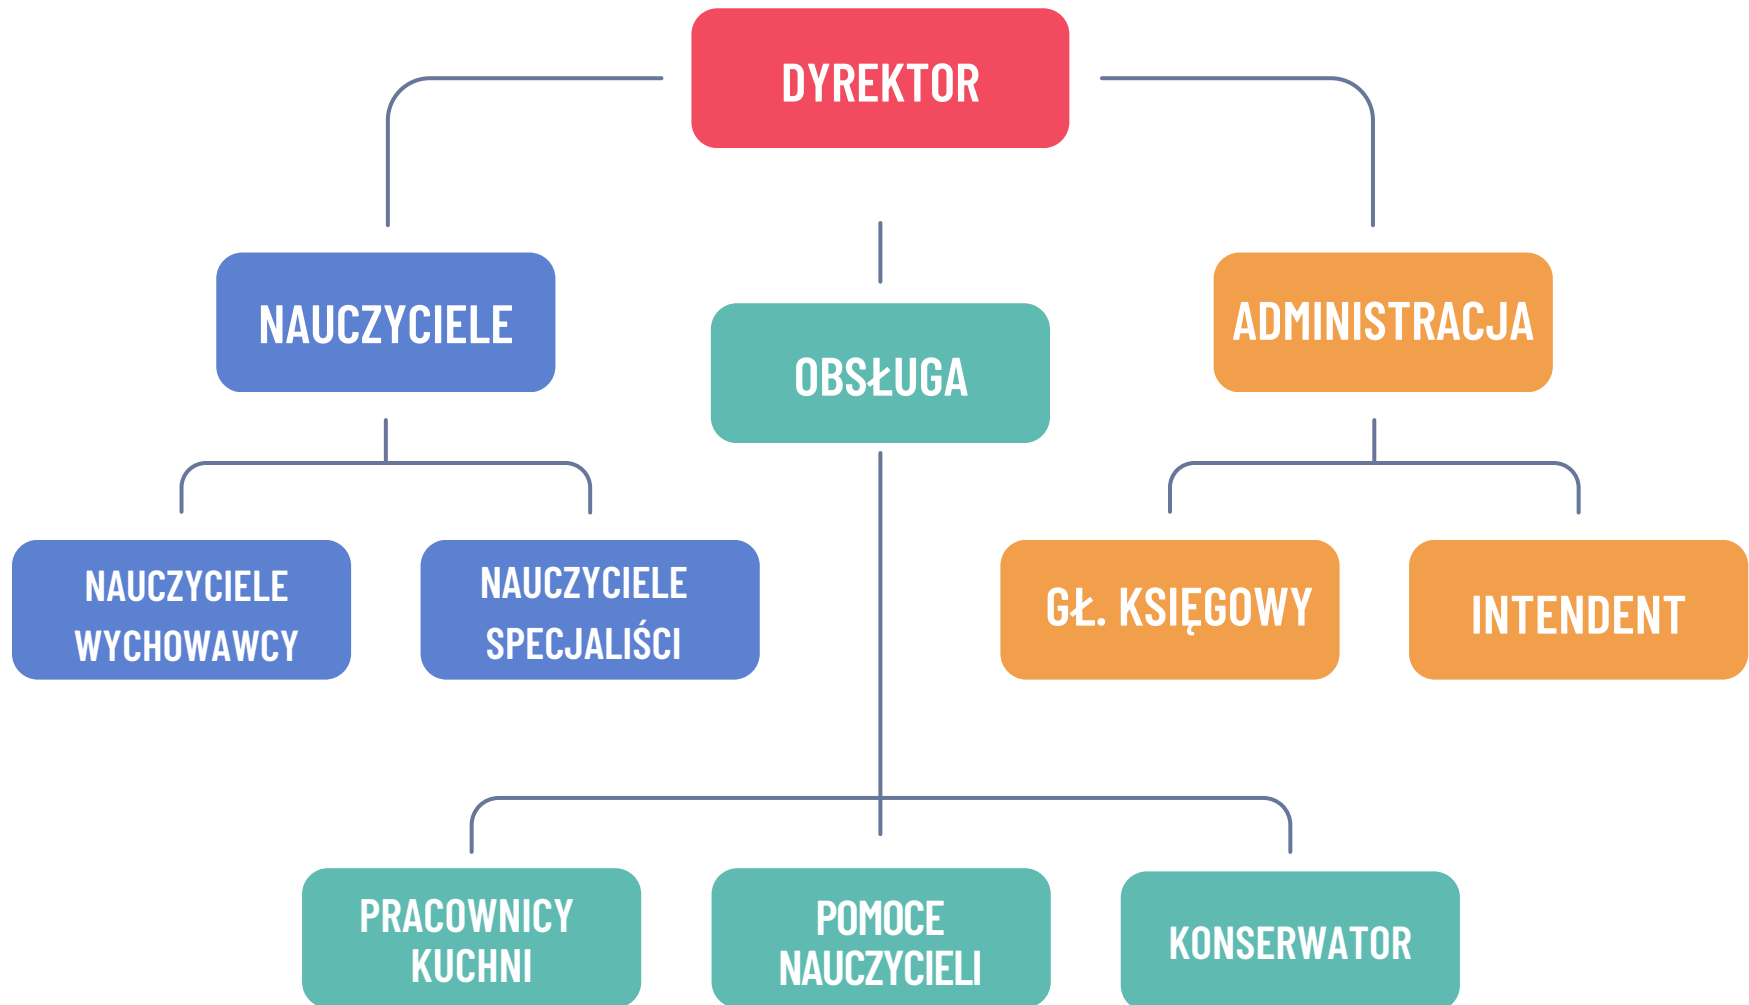 DYREKTOR
NAUCZYCIELE
OBSŁUGA
ADMINISTRACJA
NAUCZYCIELE
WYCHOWAWCY
NAUCZYCIELE
SPECJALIŚCI
GŁ. KSIĘGOWY
INTENDENT
PRACOWNICY
KUCHNI
POMOCE
NAUCZYCIELI
KONSERWATOR